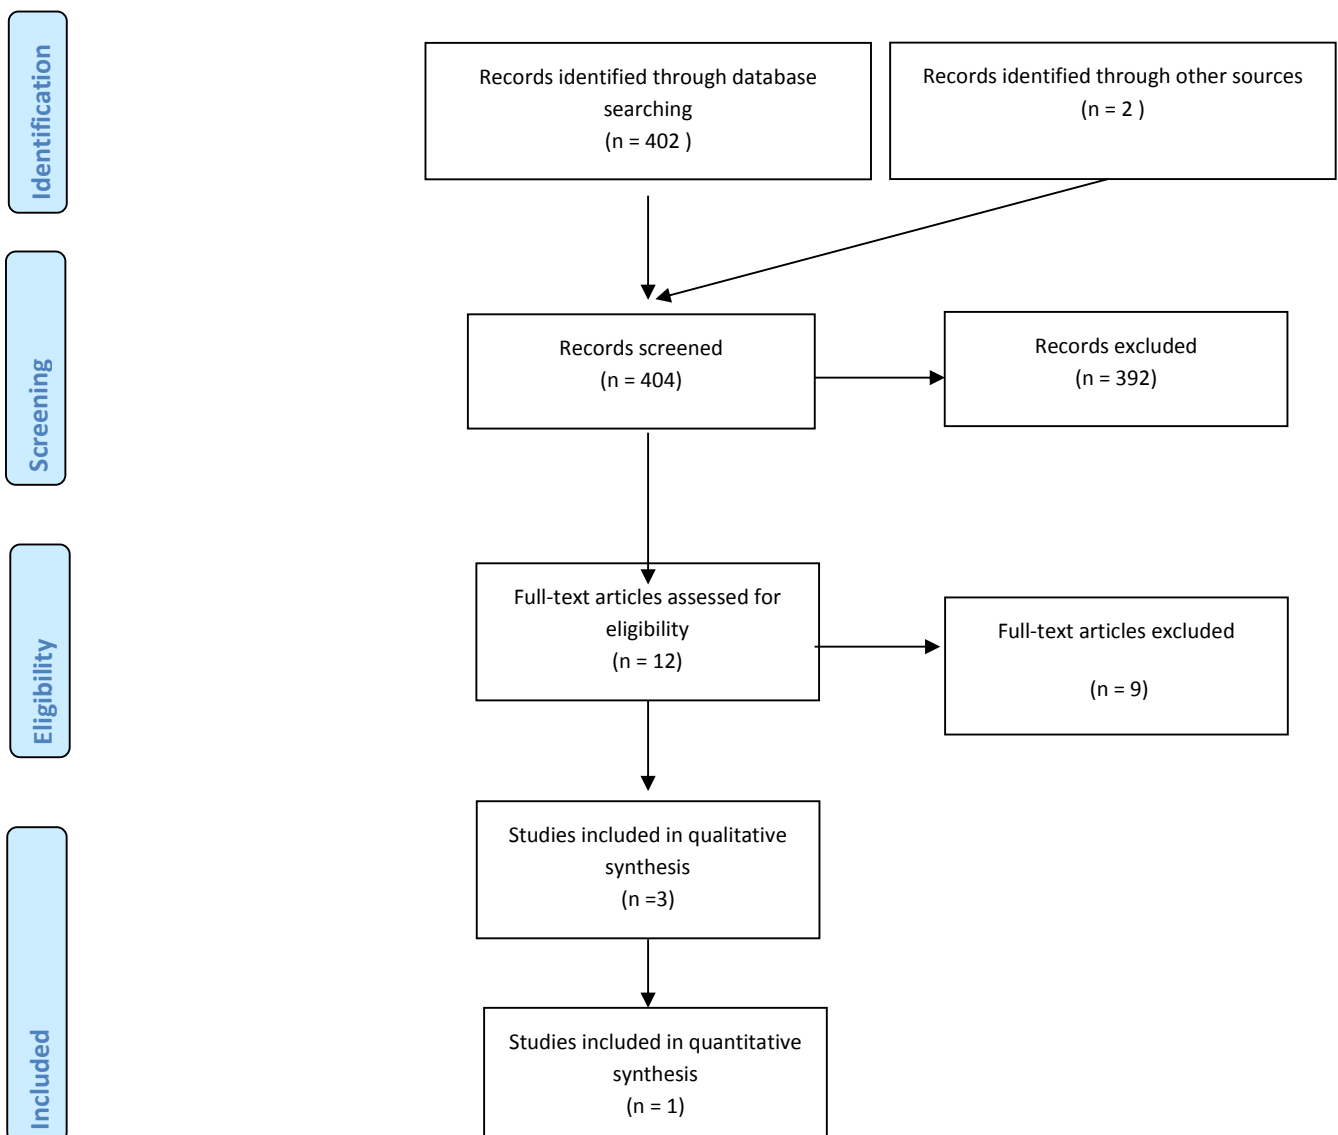 Identification
Records identified through database
searching
(n = 402 )
Records identified through other sources
(n = 2 )
Screening
Records screened
(n = 404)
Records excluded
(n = 392)
Eligibility
Full-text articles assessed for
eligibility
(n = 12)
Full-text articles excluded
(n = 9)
Included
Studies included in qualitative
synthesis
(n =3)
Studies included in quantitative
synthesis
(n = 1)